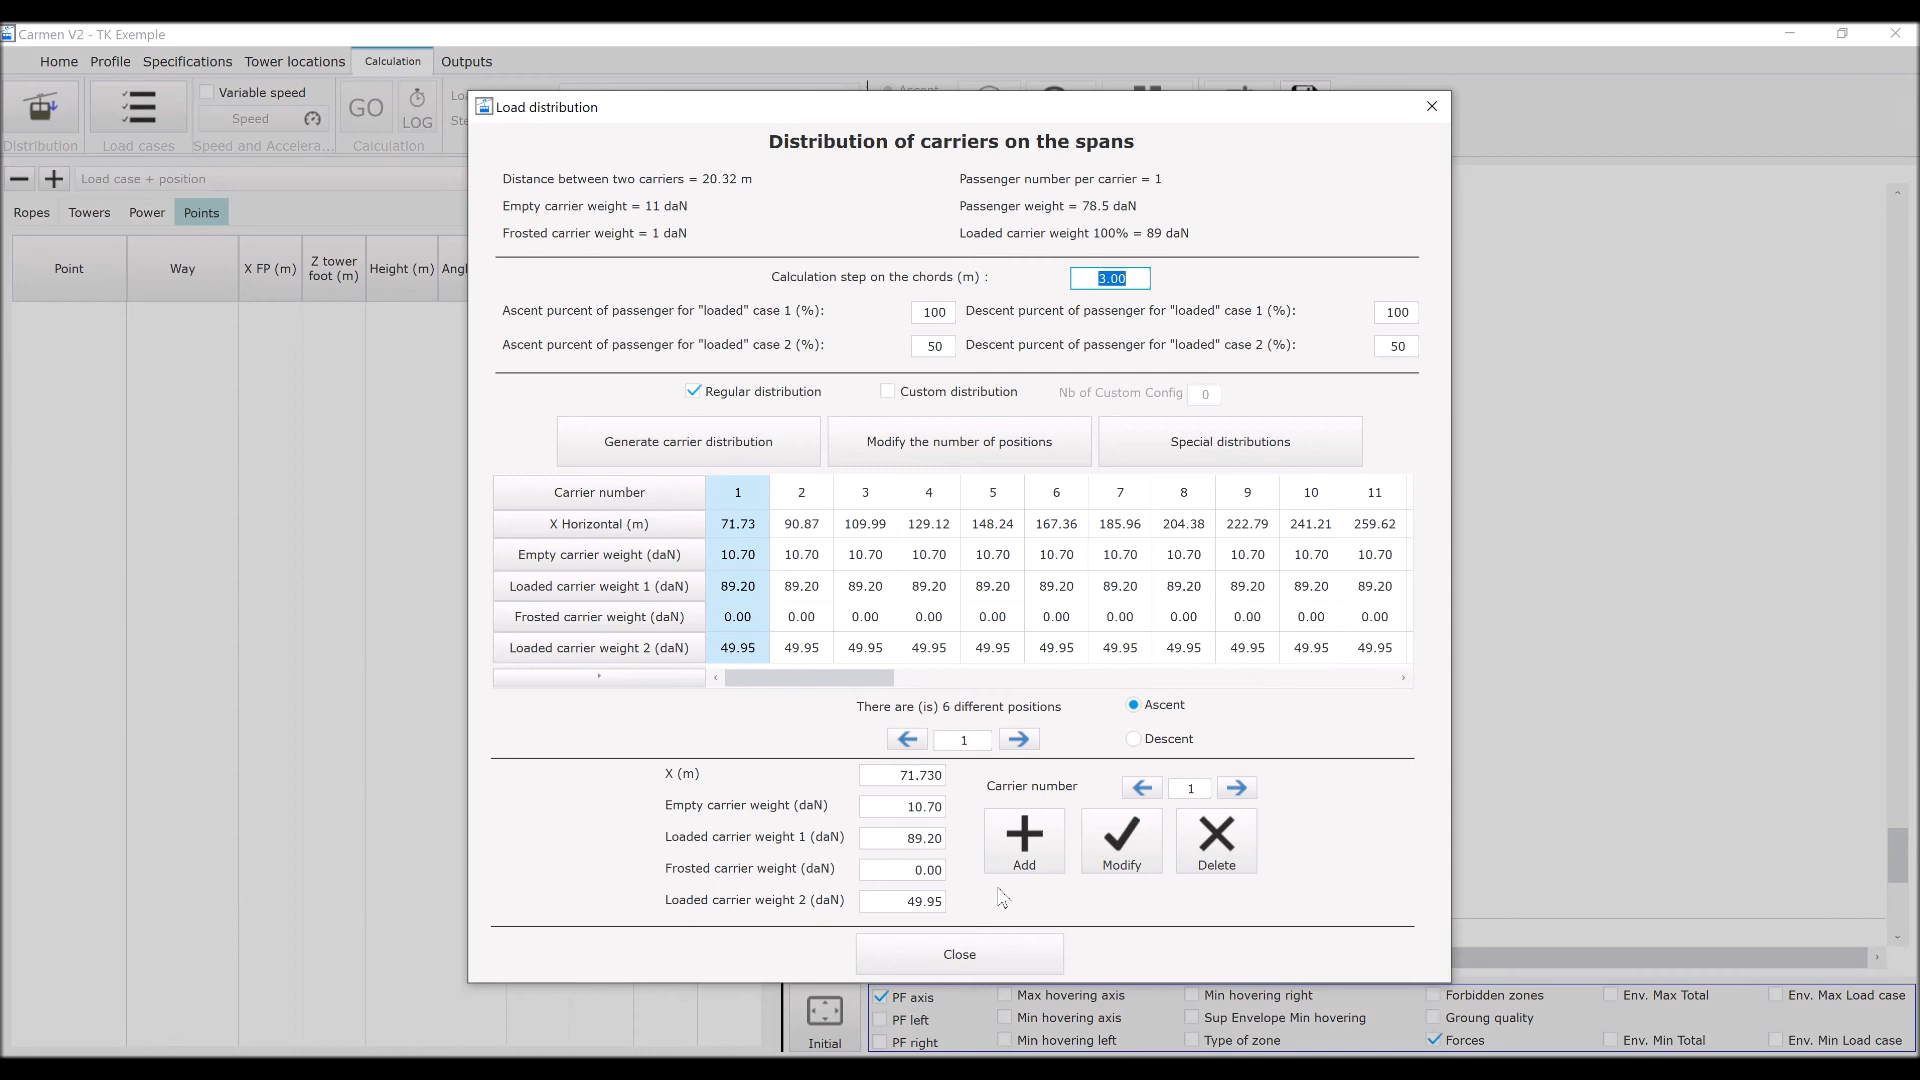 Carmen V2 - TK Exemple
Home Profile Specifications Tower locations Calculation Outputs
Variable speed
Speed
GO
LOG
Distribution Load cases Speed and Accelera... Calculation
Load case + position
Ropes Towers Power Points
Point Way X FP (m) Z tower foot (m) Height (m) Angl
Load distribution
Distribution of carriers on the spans
Distance between two carriers = 20.32 m Passenger number per carrier = 1
Empty carrier weight = 11 daN Passenger weight = 78.5 daN
Frosted carrier weight = 1 daN Loaded carrier weight 100% = 89 daN
Calculation step on the chords (m) : 3.00
Ascent purcent of passenger for "loaded" case 1 (%): 100 Descent purcent of passenger for "loaded" case 1 (%): 100
Ascent purcent of passenger for "loaded" case 2 (%): 50 Descent purcent of passenger for "loaded" case 2 (%): 50
Regular distribution Custom distribution Nb of Custom Config 0
Generate carrier distribution Modify the number of positions Special distributions
Carrier number 1 2 3 4 5 6 7 8 9 10 11
X Horizontal (m) 71.73 90.87 109.99 129.12 148.24 167.36 185.96 204.38 222.79 241.21 259.62
Empty carrier weight (daN) 10.70 10.70 10.70 10.70 10.70 10.70 10.70 10.70 10.70 10.70 10.70
Loaded carrier weight 1 (daN) 89.20 89.20 89.20 89.20 89.20 89.20 89.20 89.20 89.20 89.20 89.20
Frosted carrier weight (daN) 0.00 0.00 0.00 0.00 0.00 0.00 0.00 0.00 0.00 0.00 0.00
Loaded carrier weight 2 (daN) 49.95 49.95 49.95 49.95 49.95 49.95 49.95 49.95 49.95 49.95 49.95
There are (is) 6 different positions Ascent
1 Descent
X (m) 71.730 Carrier number 1
Empty carrier weight (daN) 10.70
Loaded carrier weight 1 (daN) 89.20
Frosted carrier weight (daN) 0.00 Add Modify Delete
Loaded carrier weight 2 (daN) 49.95
Close
PF axis Max hovering axis Min hovering right Forbidden zones Env. Max Total Env. Max Load case
PF left Min hovering axis Sup Envelope Min hovering Groung quality
Initial PF right Min hovering left Type of zone Forces Env. Min Total Env. Min Load case